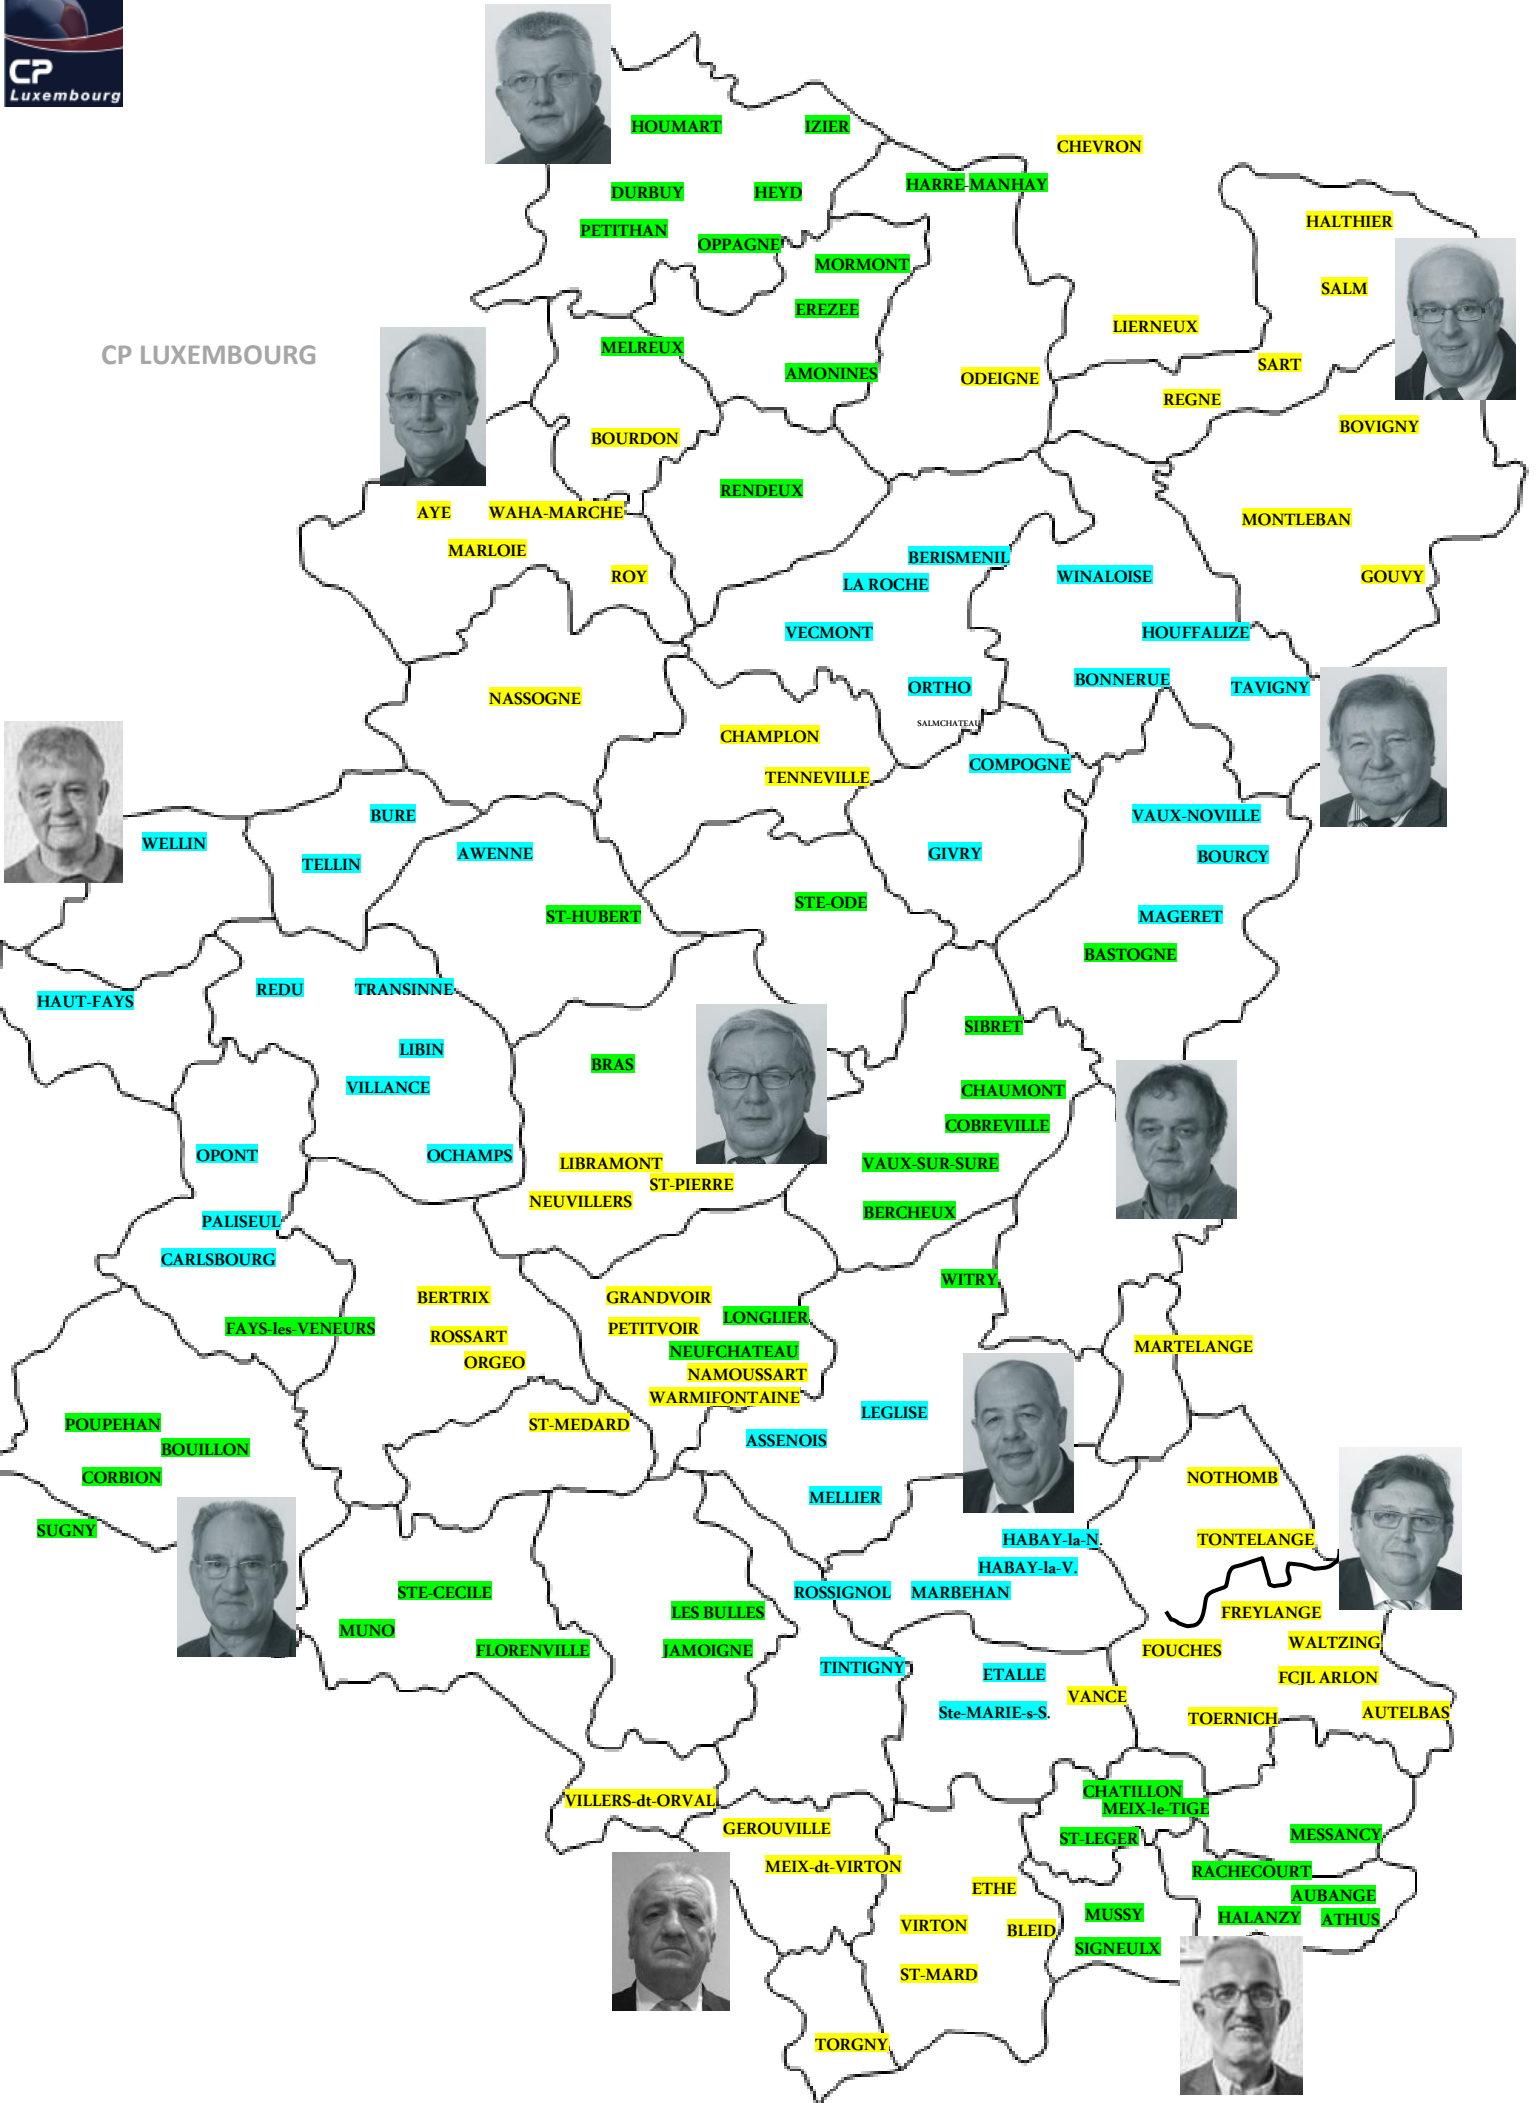 CP
Luxembourg
HOUMART
IZIER
CHEVRON
DURBUY
HEYD
HARRE-MANHAY
PETITHAN
OPPAGNE
HALTHIER
MORMONT
SALM
EREZEE
LIERNEUX
CP LUXEMBOURG
MELREUX
AMONINES
ODEIGNE
SART
REGNE
BOURDON
BOVIGNY
RENDEUX
AYE
WAHA-MARCHE
MONTLEBAN
MARLOIE
BERISMENIL
ROY
LA ROCHE
WINALOISE
GOUVY
VECMONT
HOUFFALIZE
NASSOGNE
ORTHO
BONNERUE
TAVIGNY
SALMCHATEAU
CHAMPLON
COMPOGNE
TENNEVILLE
BURE
VAUX-NOVILLE
WELLIN
TELLIN
AWENNE
GIVRY
BOURCY
ST-HUBERT
STE-ODE
MAGERET
BASTOGNE
HAUT-FAYS
REDU
TRANSINNE
SIBRET
LIBIN
BRAS
VILLANCE
CHAUMONT
COBREVILLE
OPONT
OCHAMPS
LIBRAMONT
VAUX-SUR-SURE
ST-PIERRE
NEUVILLERS
BERCHEUX
PALISEUL
CARLSBOURG
WITRY
BERTRIX
GRANDVOIR
LONGLIER
FAYS-les-VENEURS
ROSSART
PETITVOIR
NEUFCHATEAU
MARTELANGE
ORGEO
NAMOUSSART
WARMIFONTAINE
POUPEHAN
ST-MEDARD
LEGLISE
BOUILLON
ASSENOIS
CORBION
NOTHOMB
MELLIER
SUGNY
HABAY-la-N.
TONTELANGE
HABAY-la-V.
STE-CECILE
ROSSIGNOL
MARBEHAN
LES BULLES
FREYLANGE
MUNO
FLORENVILLE
JAMOIGNE
FOUCHES
WALTZING
TINTIGNY
ETALLE
FCJL ARLON
VANCE
Ste-MARIE-s-S.
TOERNICH
AUTELBAS
VILLERS-dt-ORVAL
CHATILLON
MEIX-le-TIGE
GEROUVILLE
ST-LEGER
MESSANCY
MEIX-dt-VIRTON
RACHECOURT
ETHE
AUBANGE
MUSSY
HALANZY
ATHUS
VIRTON
BLEID
SIGNEULX
ST-MARD
TORGNY